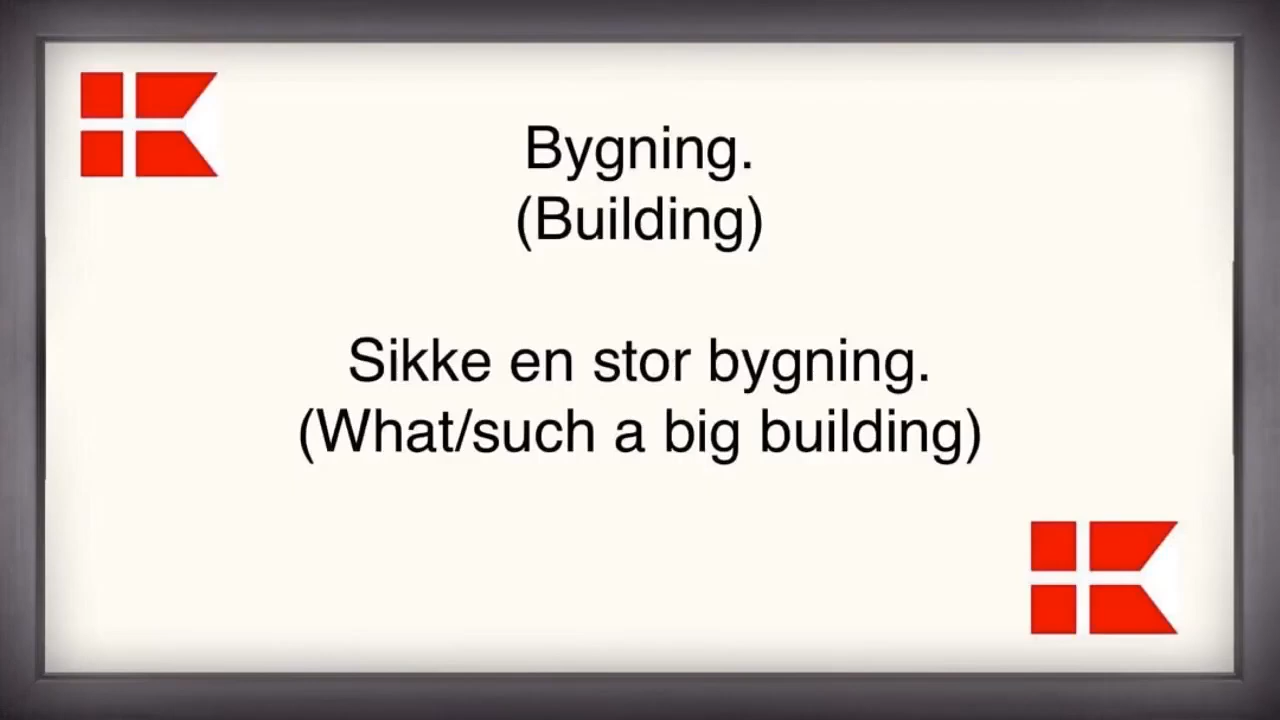 Bygning.
(Building)
Sikke en stor bygning.
(What/such a big building)